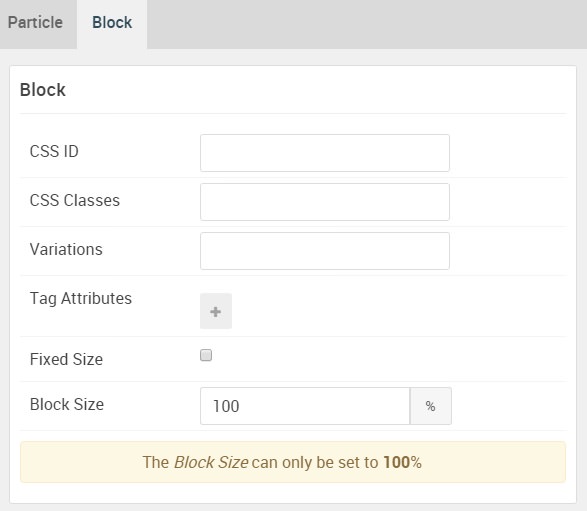 Particle Block
Block
CSS ID
CSS Classes
Variations
Tag Attributes
+
Fixed Size
Block Size 100 %
The Block Size can only be set to 100%